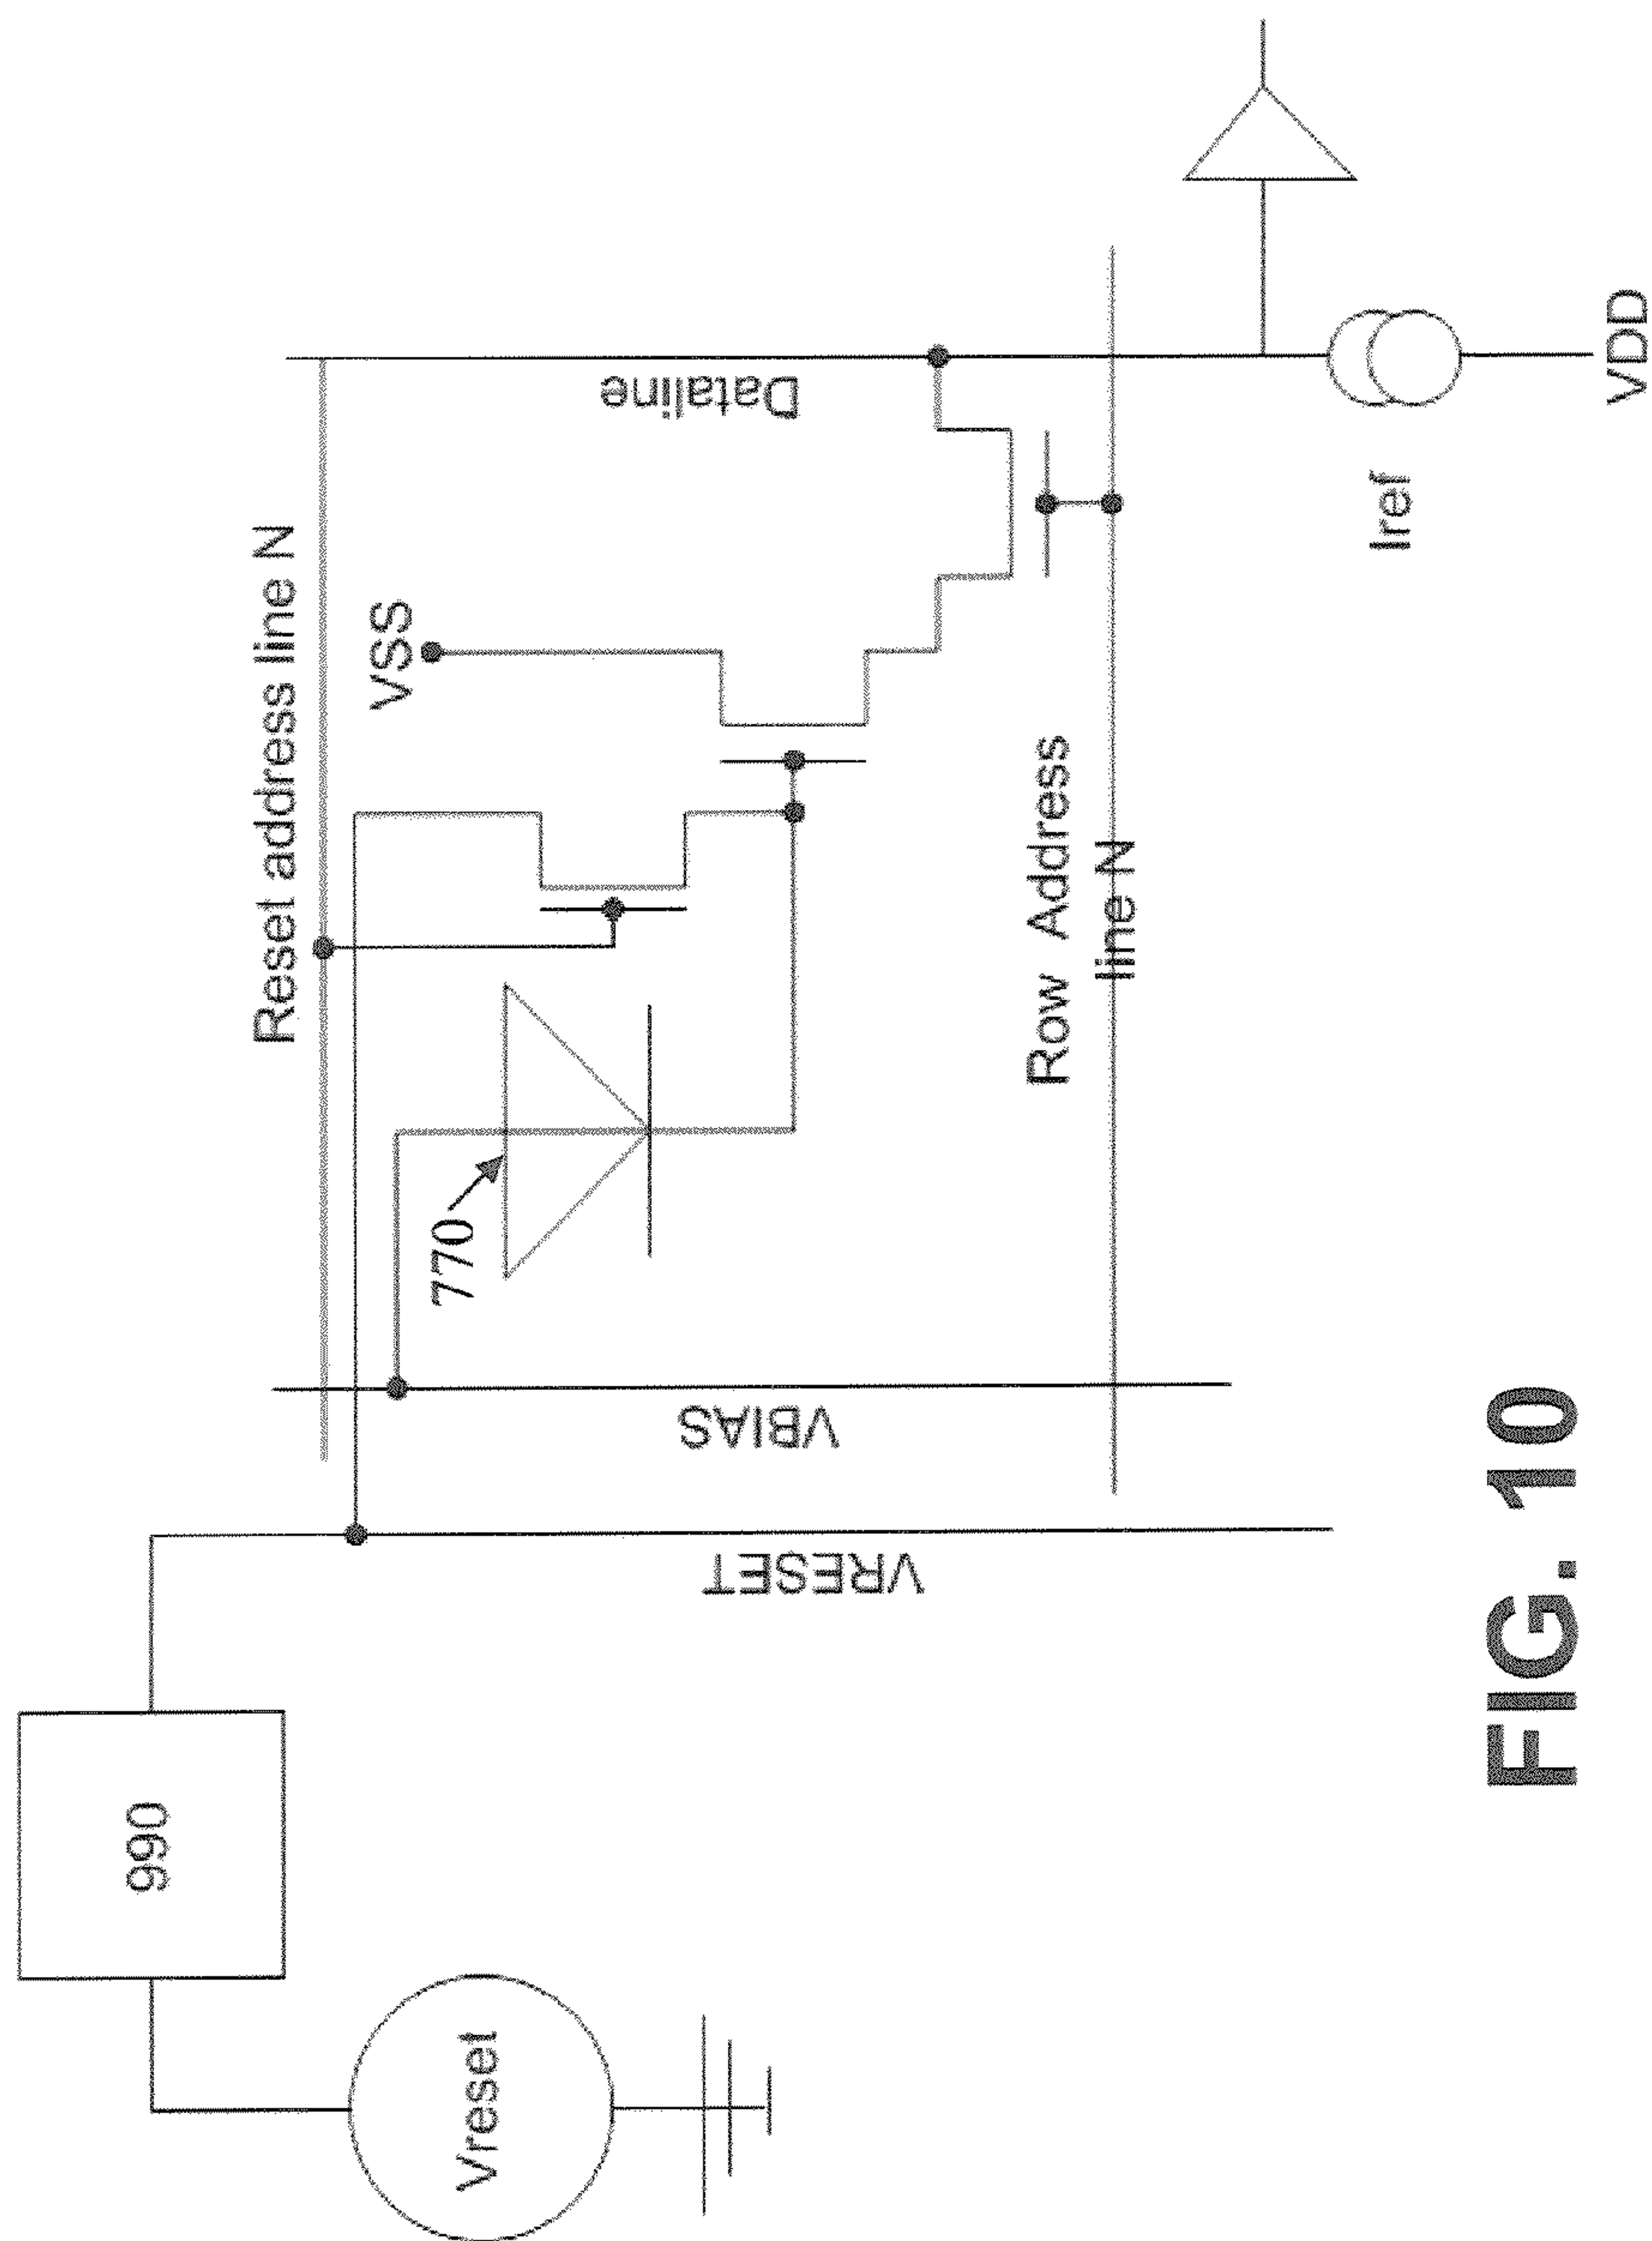 990
Vreset
VRESET
VBIAS
Reset address line N
770
VSS
Dataline
Row Address
line N
Iref
VDD
FIG. 10